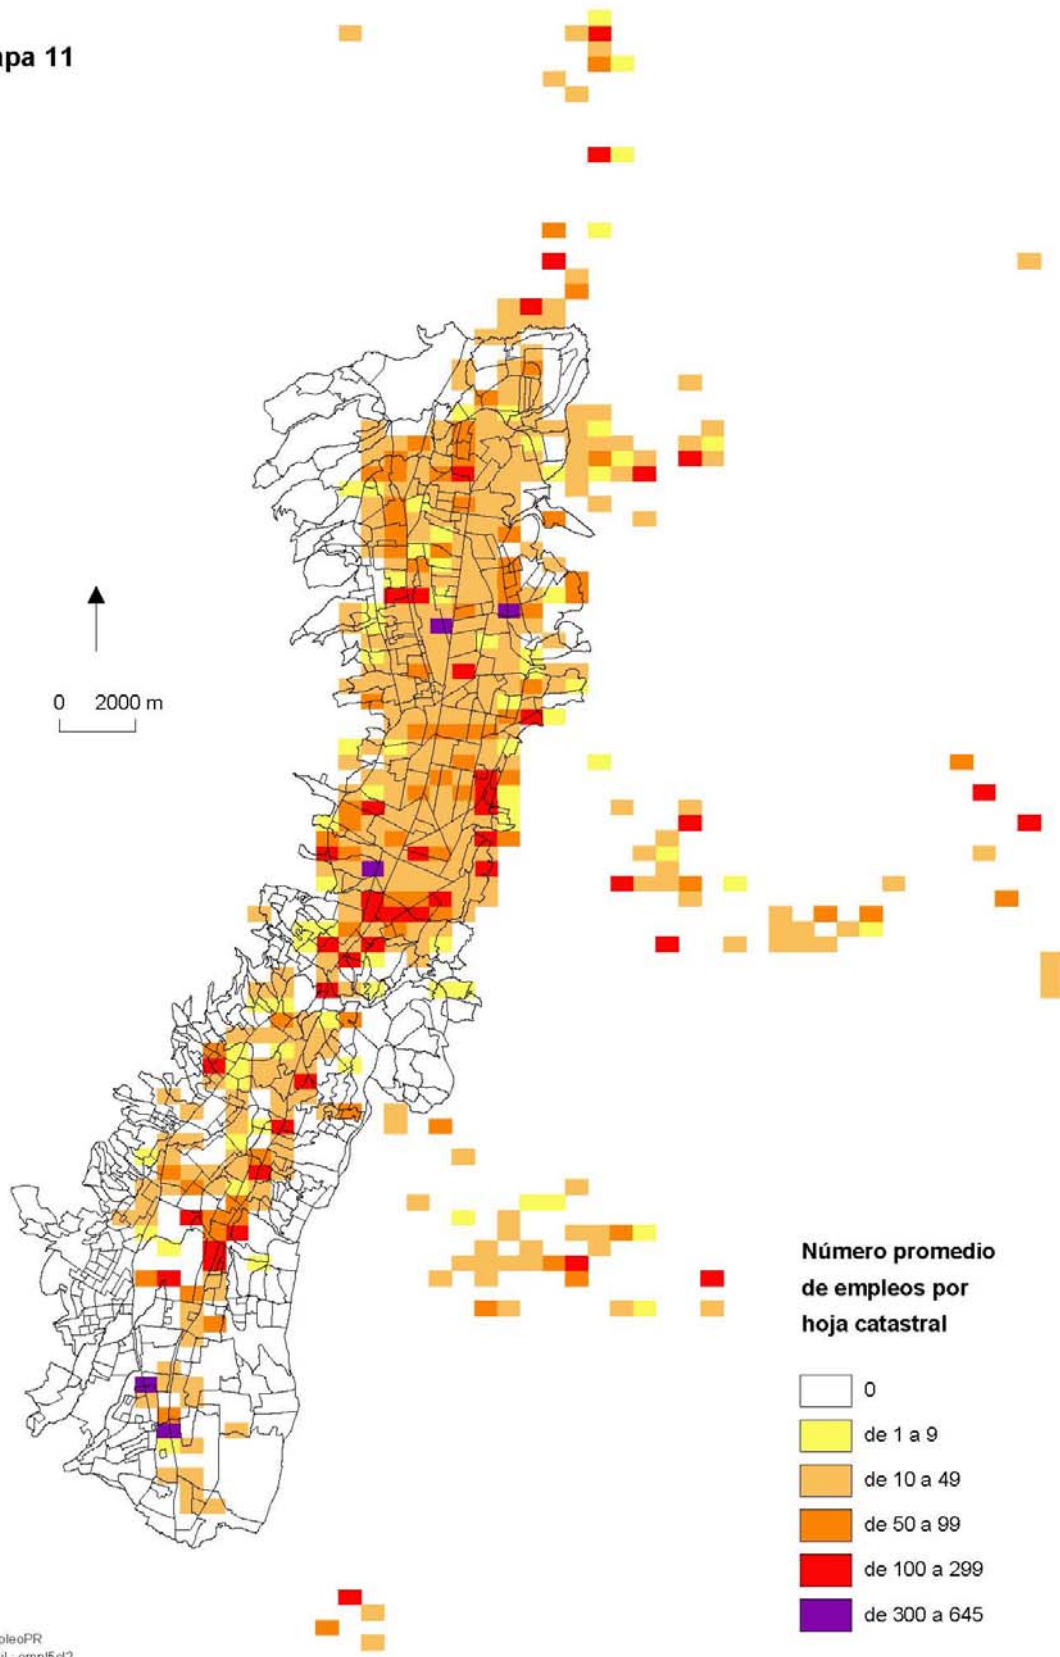 11
0 2000 m
Número promedio
de empleos por
hoja catastral
0
de 1 a 9
de 10 a 49
de 50 a 99
de 100 a 299
de 300 a 645